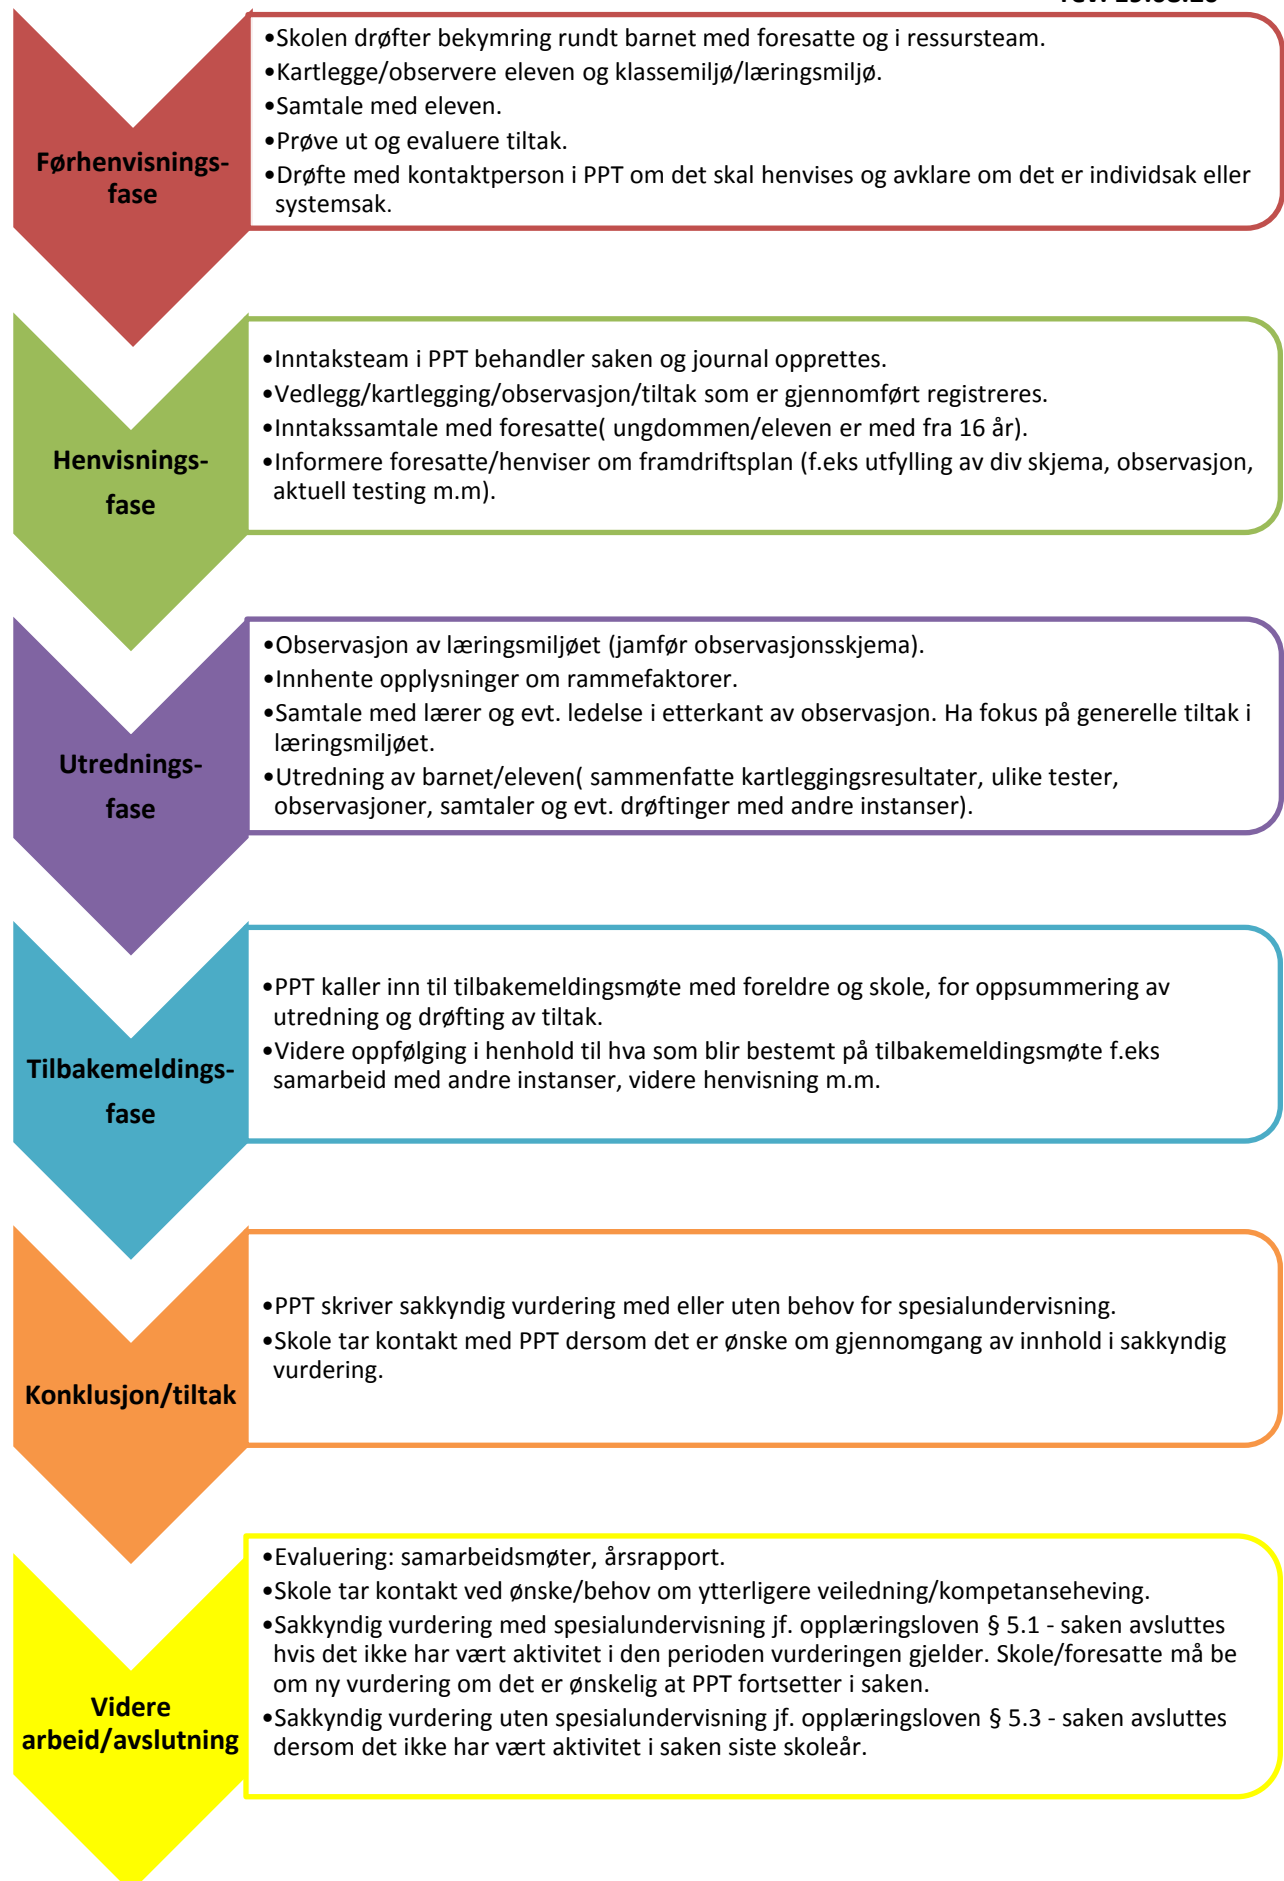 •Skolen drøfter bekymring rundt barnet med foresatte og i ressursteam.
•Kartlegge/observere eleven og klassemiljø/læringsmiljø.
•Samtale med eleven.
•Prøve ut og evaluere tiltak.
•Drøfte med kontaktperson i PPT om det skal henvises og avklare om det er individsak eller
systemsak.
Førhenvisnings-
fase
•Inntaksteam i PPT behandler saken og journal opprettes.
•Vedlegg/kartlegging/observasjon/tiltak som er gjennomført registreres.
•Inntakssamtale med foresatte( ungdommen/eleven er med fra 16 år).
•Informere foresatte/henviser om framdriftsplan (f.eks utfylling av div skjema, observasjon,
aktuell testing m.m).
Henvisnings-
fase
•Observasjon av læringsmiljøet (jamfør observasjonsskjema).
•Innhente opplysninger om rammefaktorer.
•Samtale med lærer og evt. ledelse i etterkant av observasjon. Ha fokus på generelle tiltak i
læringsmiljøet.
•Utredning av barnet/eleven( sammenfatte kartleggingsresultater, ulike tester,
observasjoner, samtaler og evt. drøftinger med andre instanser).
Utrednings-
fase
•PPT kaller inn til tilbakemeldingsmøte med foreldre og skole, for oppsummering av
utredning og drøfting av tiltak.
•Videre oppfølging i henhold til hva som blir bestemt på tilbakemeldingsmøte f.eks
samarbeid med andre instanser, videre henvisning m.m.
Tilbakemeldings-
fase
•PPT skriver sakkyndig vurdering med eller uten behov for spesialundervisning.
•Skole tar kontakt med PPT dersom det er ønske om gjennomgang av innhold i sakkyndig
vurdering.
Konklusjon/tiltak
•Evaluering: samarbeidsmøter, årsrapport.
•Skole tar kontakt ved ønske/behov om ytterligere veiledning/kompetanseheving.
•Sakkyndig vurdering med spesialundervisning jf. opplæringsloven § 5.1 - saken avsluttes
hvis det ikke har vært aktivitet i den perioden vurderingen gjelder. Skole/foresatte må be
om ny vurdering om det er ønskelig at PPT fortsetter i saken.
•Sakkyndig vurdering uten spesialundervisning jf. opplæringsloven § 5.3 - saken avsluttes
dersom det ikke har vært aktivitet i saken siste skoleår.
Videre
arbeid/avslutning